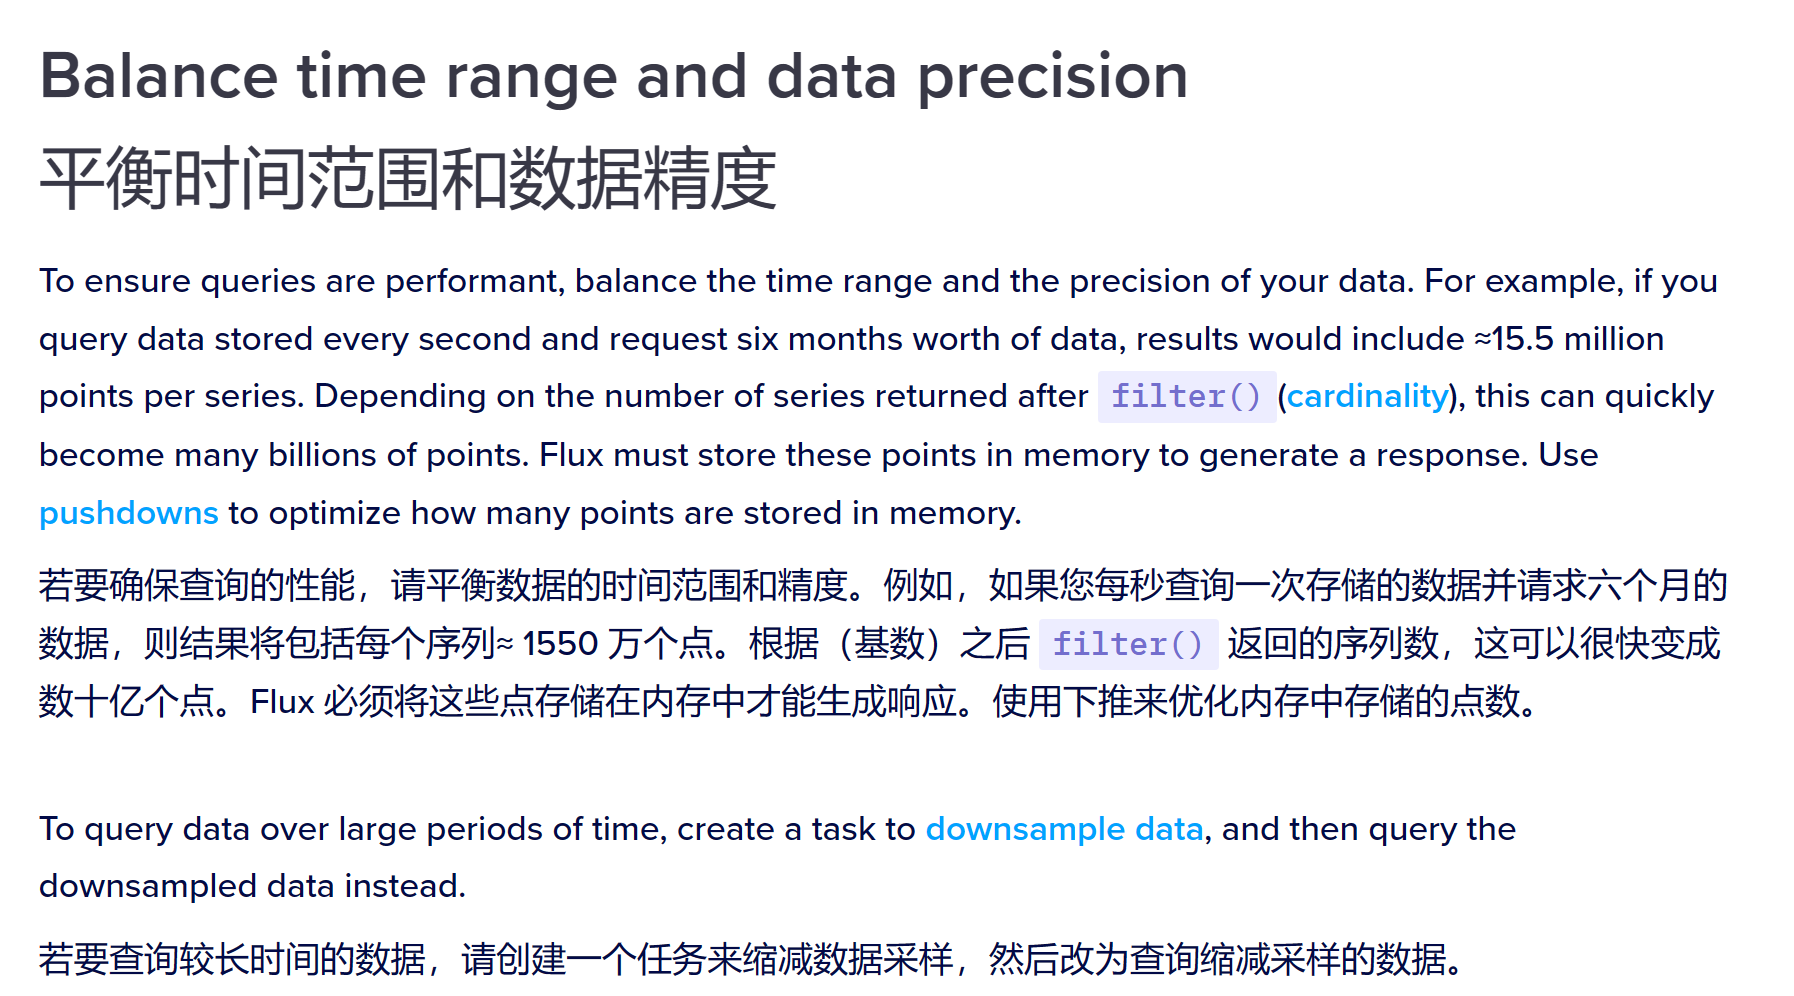 Balance time range and data precision
平衡时间范围和数据精度
To ensure queries are performant, balance the time range and the precision of your data. For example, if you
query data stored every second and request six months worth of data, results would include ≈15.5 million
points per series. Depending on the number of series returned after filter() (cardinality), this can quickly
become many billions of points. Flux must store these points in memory to generate a response. Use
pushdowns to optimize how many points are stored in memory.
若要确保查询的性能，请平衡数据的时间范围和精度。例如，如果您每秒查询一次存储的数据并请求六个月的
数据，则结果将包括每个序列≈ 1550 万个点。根据（基数）之后 filter() 返回的序列数，这可以很快变成
数十亿个点。Flux 必须将这些点存储在内存中才能生成响应。使用下推来优化内存中存储的点数。
To query data over large periods of time, create a task to downsample data, and then query the
downsampled data instead.
若要查询较长时间的数据，请创建一个任务来缩减数据采样，然后改为查询缩减采样的数据。